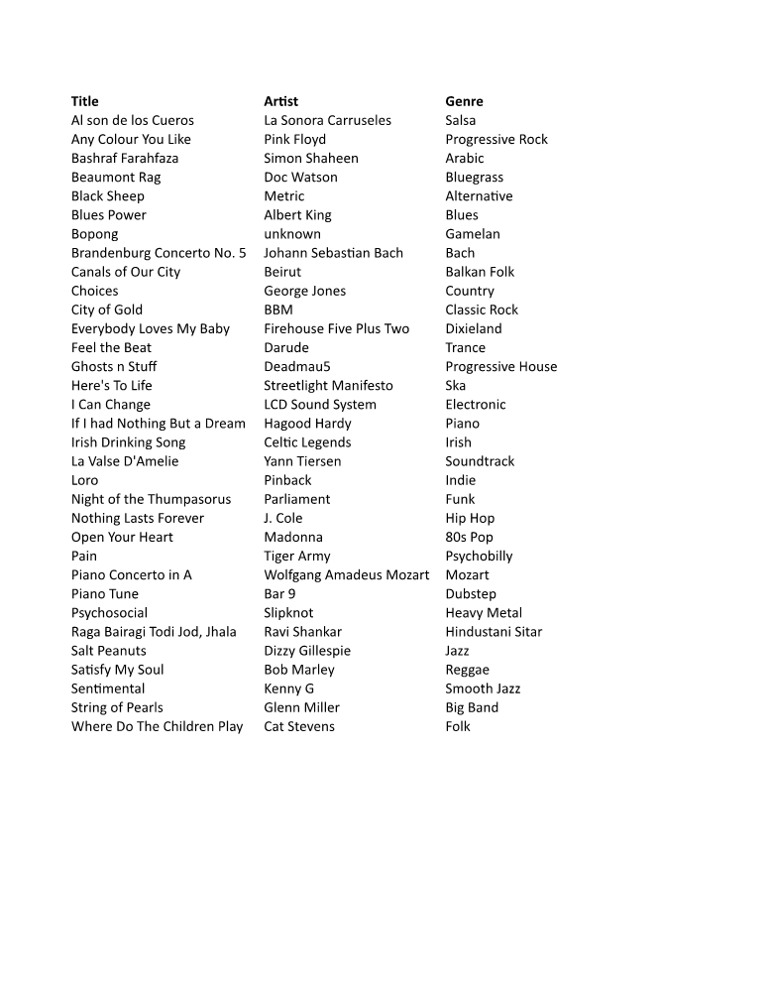 Title Artist Genre
Al son de los Cueros La Sonora Carruseles Salsa
Any Colour You Like Pink Floyd Progressive Rock
Bashraf Farahfaza Simon Shaheen Arabic
Beaumont Rag Doc Watson Bluegrass
Black Sheep Metric Alternative
Blues Power Albert King Blues
Bopong unknown Gamelan
Brandenburg Concerto No. 5 Johann Sebastian Bach Bach
Canals of Our City Beirut Balkan Folk
Choices George Jones Country
City of Gold BBM Classic Rock
Everybody Loves My Baby Firehouse Five Plus Two Dixieland
Feel the Beat Darude Trance
Ghosts n Stuff Deadmau5 Progressive House
Here's To Life Streetlight Manifesto Ska
I Can Change LCD Sound System Electronic
If I had Nothing But a Dream Hagood Hardy Piano
Irish Drinking Song Celtic Legends Irish
La Valse D'Amelie Yann Tiersen Soundtrack
Loro Pinback Indie
Night of the Thumpasorus Parliament Funk
Nothing Lasts Forever J. Cole Hip Hop
Open Your Heart Madonna 80s Pop
Pain Tiger Army Psychobilly
Piano Concerto in A Wolfgang Amadeus Mozart Mozart
Piano Tune Bar 9 Dubstep
Psychosocial Slipknot Heavy Metal
Raga Bairagi Todi Jod, Jhala Ravi Shankar Hindustani Sitar
Salt Peanuts Dizzy Gillespie Jazz
Satisfy My Soul Bob Marley Reggae
Sentimental Kenny G Smooth Jazz
String of Pearls Glenn Miller Big Band
Where Do The Children Play Cat Stevens Folk